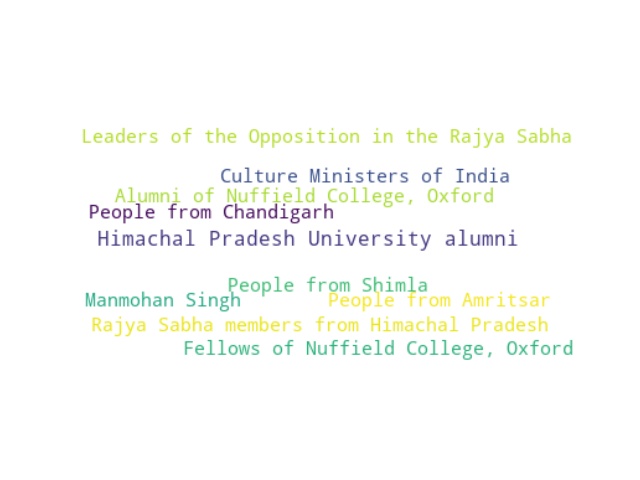 Leaders of the Opposition in the Rajya Sabha
Culture Ministers of India
Alumni of Nuffield College, Oxford
People from Chandigarh
Himachal Pradesh University alumni
People from Shimla
Manmohan Singh People from Amritsar
Rajya Sabha members from Himachal Pradesh
Fellows of Nuffield College, Oxford